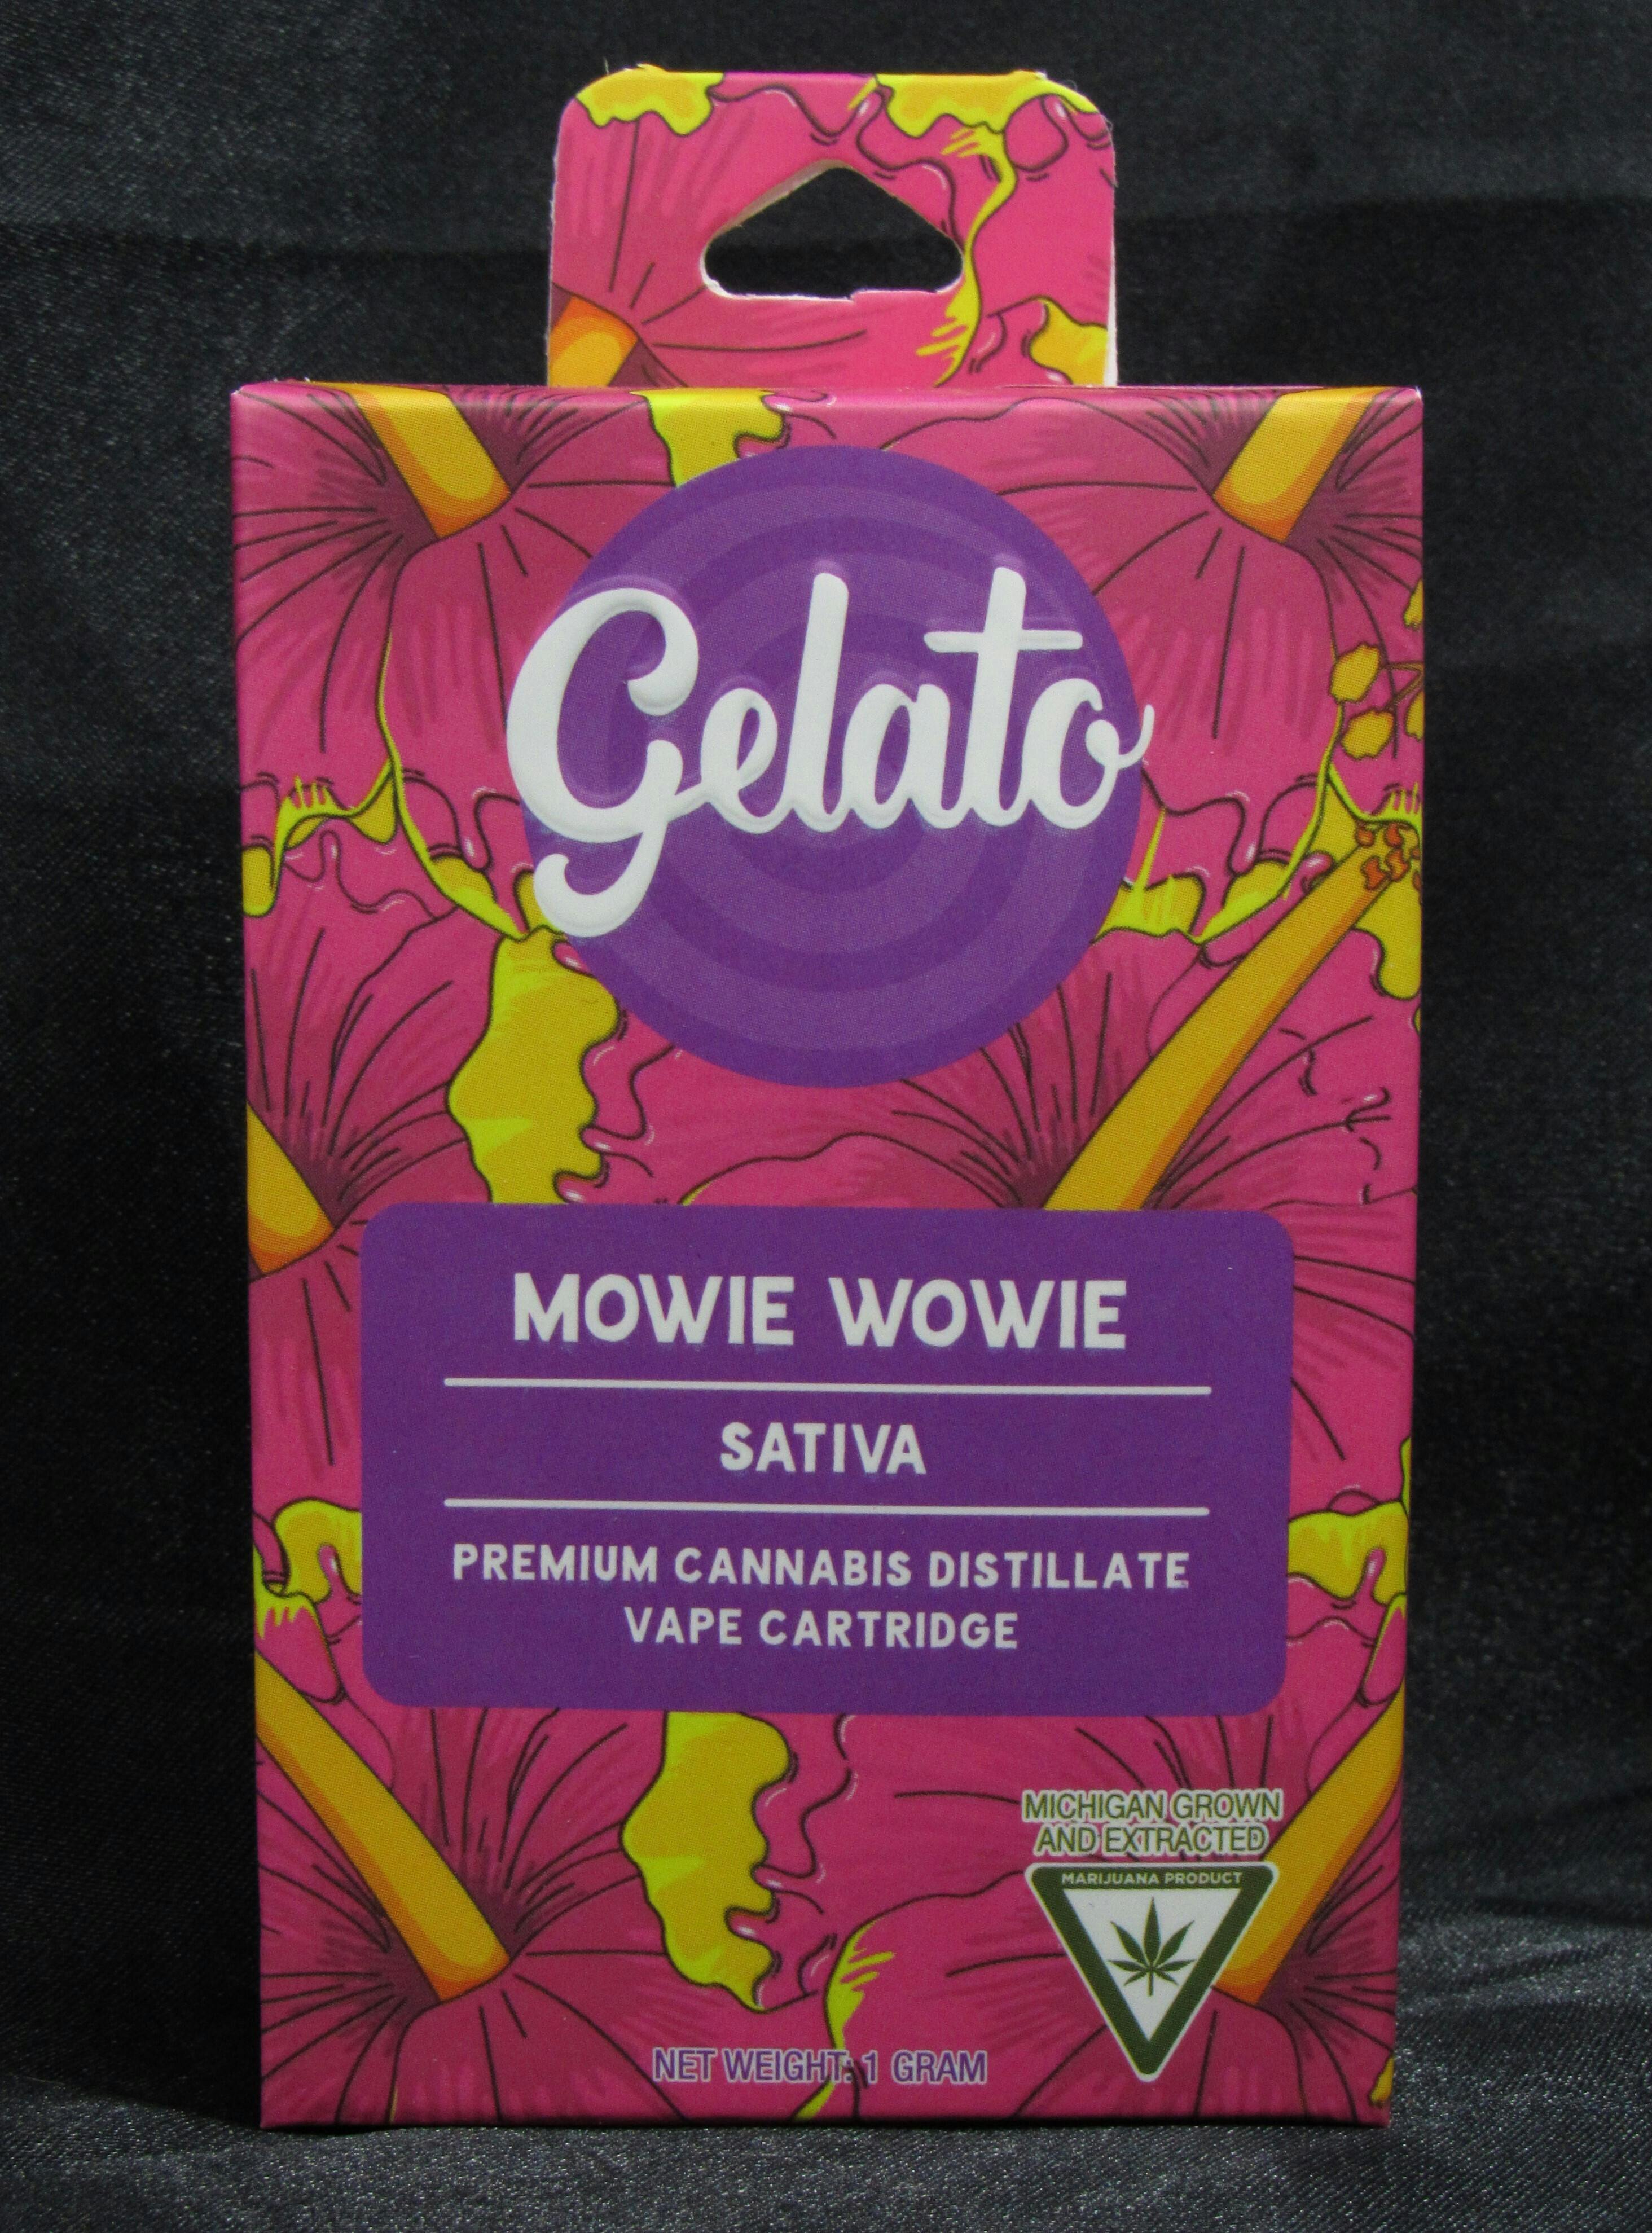 Gelato
MOWIE WOWIE
SATIVA
PREMIUM CANNABIS DISTILLATE
VAPE CARTRIDGE
MICHIGAN GROWN
AND EXTRACTED
MARIJUANA PRODUCT
NET WEIGHT: 1 GRAM